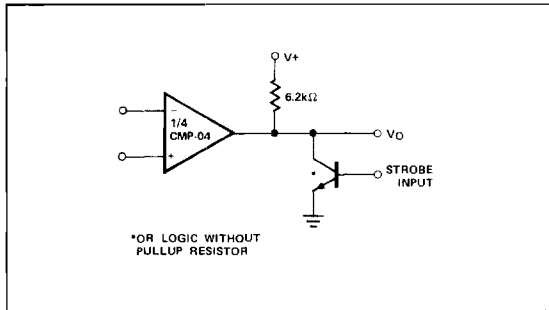 V+
6.2kΩ
−
1/4
CMP-04
+
VO
STROBE
INPUT
*
*OR LOGIC WITHOUT
PULLUP RESISTOR